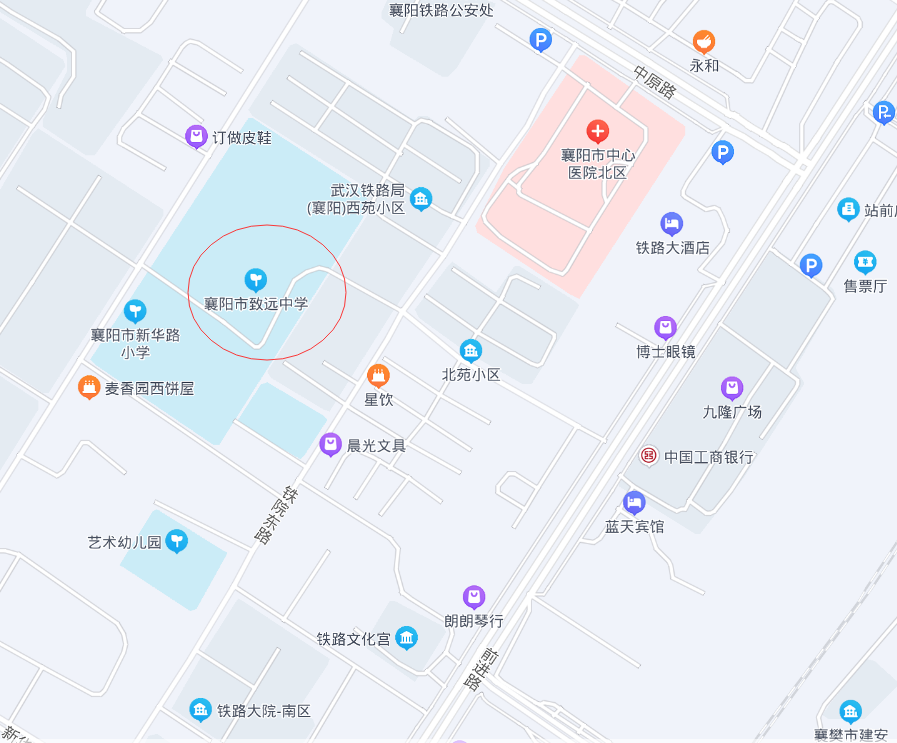 襄阳铁路公安处
P
永和
中原路
P
订做皮鞋
襄阳市中心
医院北区
P
武汉铁路局
(襄阳)西苑小区
站前
铁路大酒店
P
售票厅
襄阳市致远中学
襄阳市新华路
小学
博士眼镜
北苑小区
麦香园西饼屋
星饮
九隆广场
晨光文具
中国工商银行
铁院东路
蓝天宾馆
艺术幼儿园
朗朗琴行
铁路文化宫
前进路
铁路大院-南区
新华
襄樊市建安